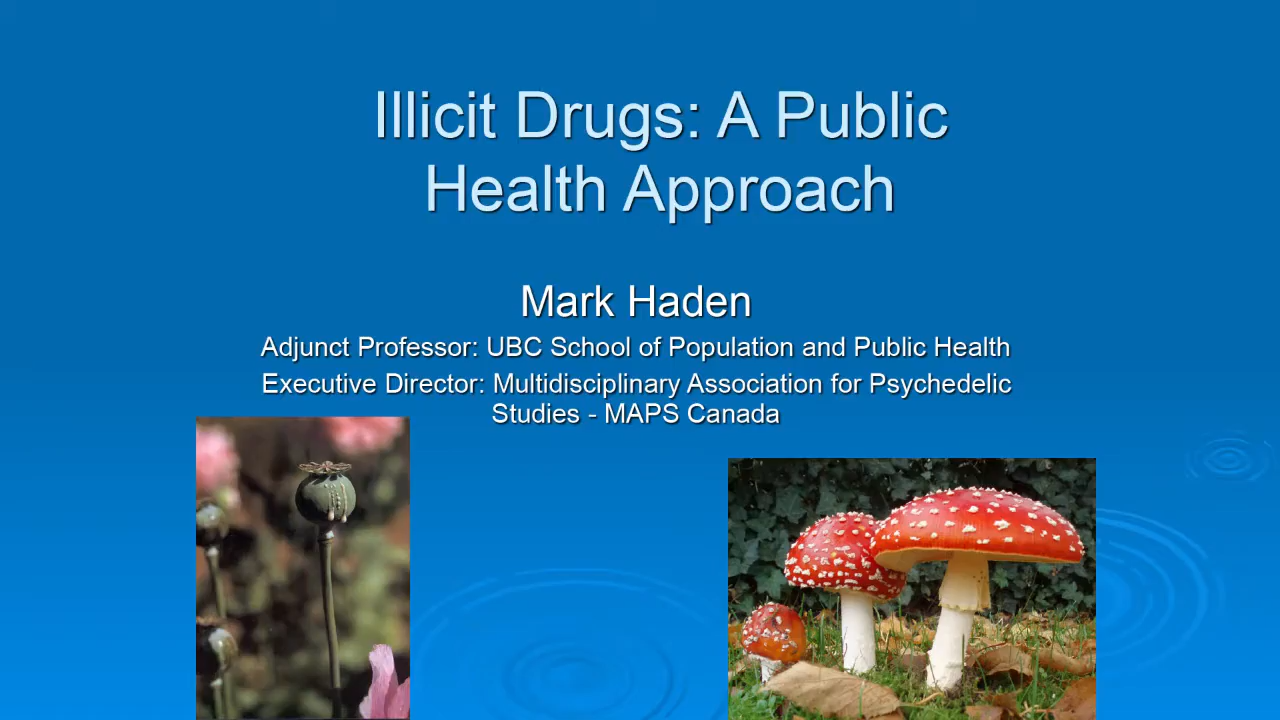 Illicit Drugs: A Public
Health Approach
Mark Haden
Adjunct Professor: UBC School of Population and Public Health
Executive Director: Multidisciplinary Association for Psychedelic
Studies - MAPS Canada